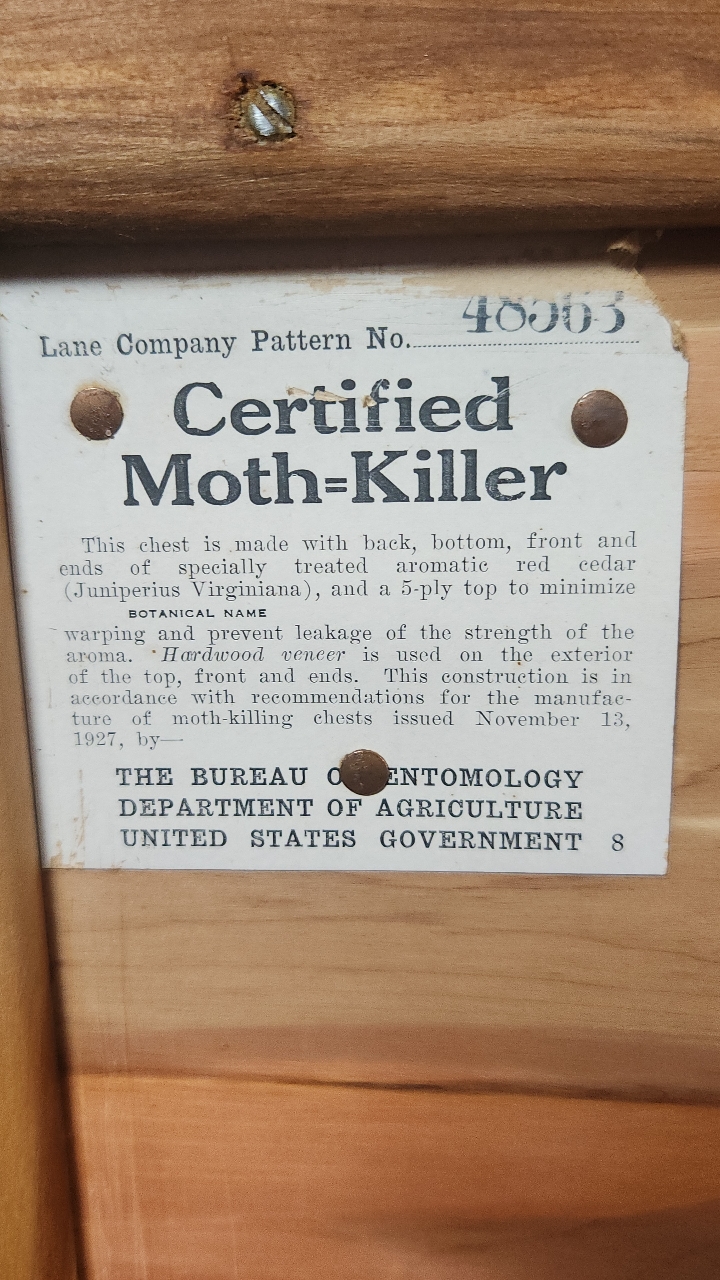 Lane Company Pattern No. 48563
Certified
Moth=Killer
This chest is made with back, bottom, front and
ends of specially treated aromatic red cedar
(Juniperius Virginiana), and a 5-ply top to minimize
BOTANICAL NAME
warping and prevent leakage of the strength of the
aroma. Hardwood veneer is used on the exterior
of the top, front and ends. This construction is in
accordance with recommendations for the manufac-
ture of moth-killing chests issued November 13,
1927, by—
THE BUREAU OF ENTOMOLOGY
DEPARTMENT OF AGRICULTURE
UNITED STATES GOVERNMENT 8